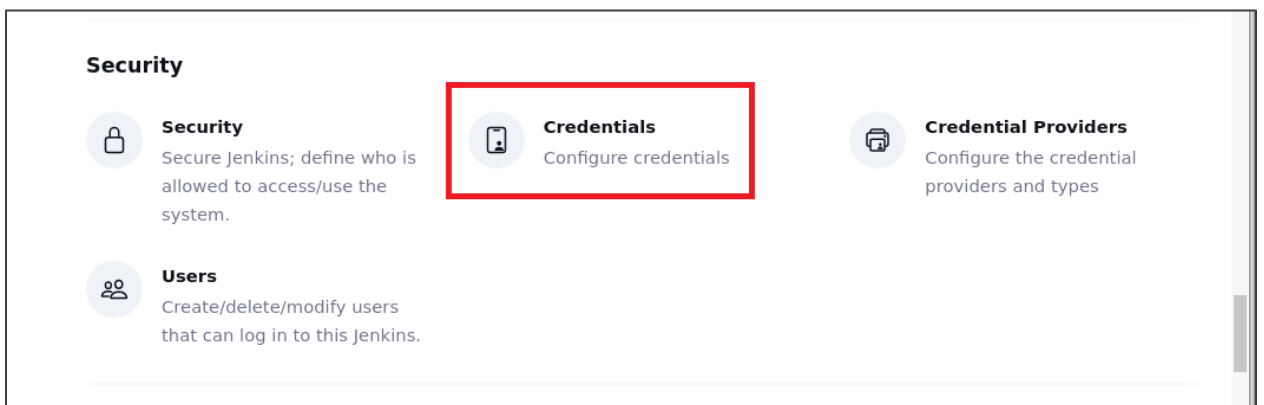 Security
Security
Secure Jenkins; define who is
allowed to access/use the
system.
Credentials
Configure credentials
Credential Providers
Configure the credential
providers and types
Users
Create/delete/modify users
that can log in to this Jenkins.